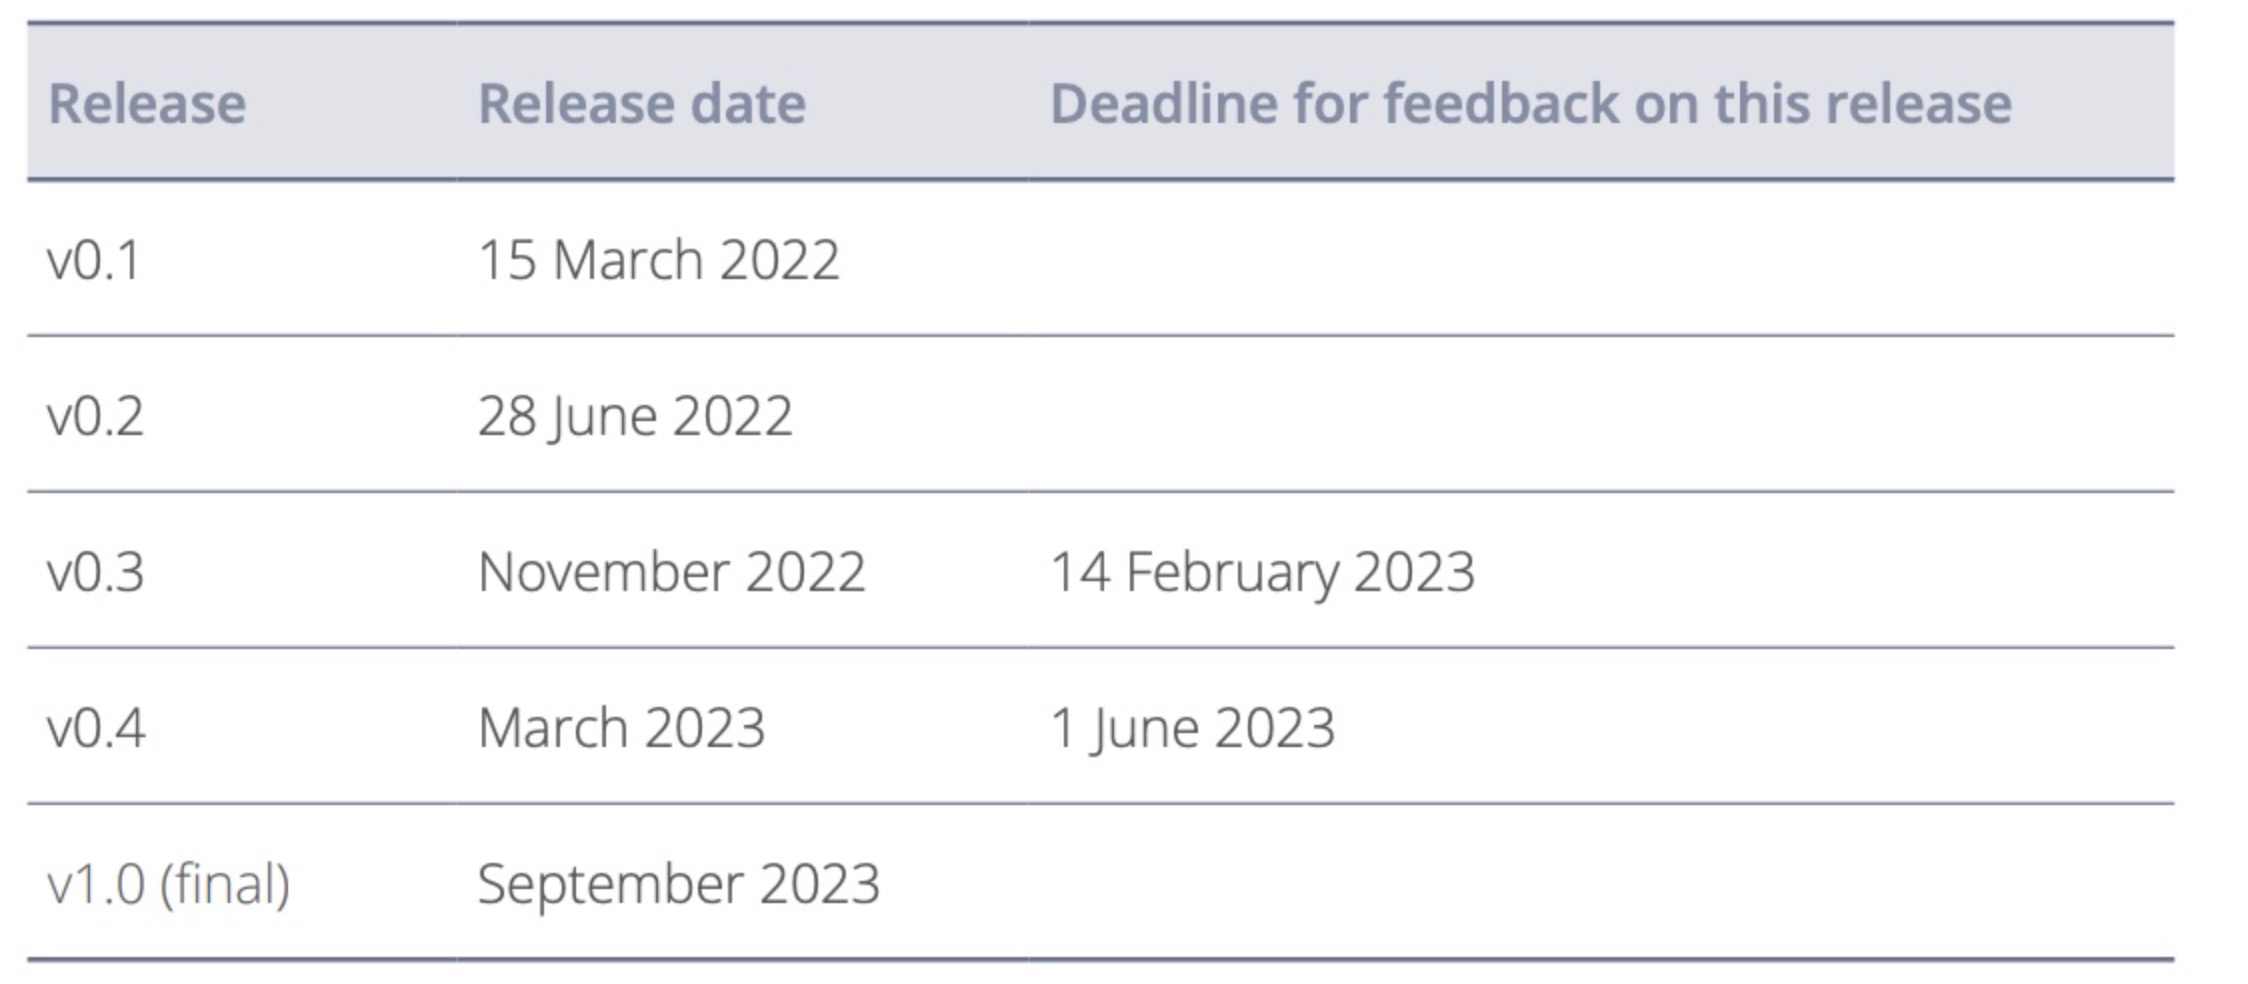 Release Release date Deadline for feedback on this release
v0.1 15 March 2022
v0.2 28 June 2022
v0.3 November 2022 14 February 2023
v0.4 March 2023 1 June 2023
v1.0 (final) September 2023